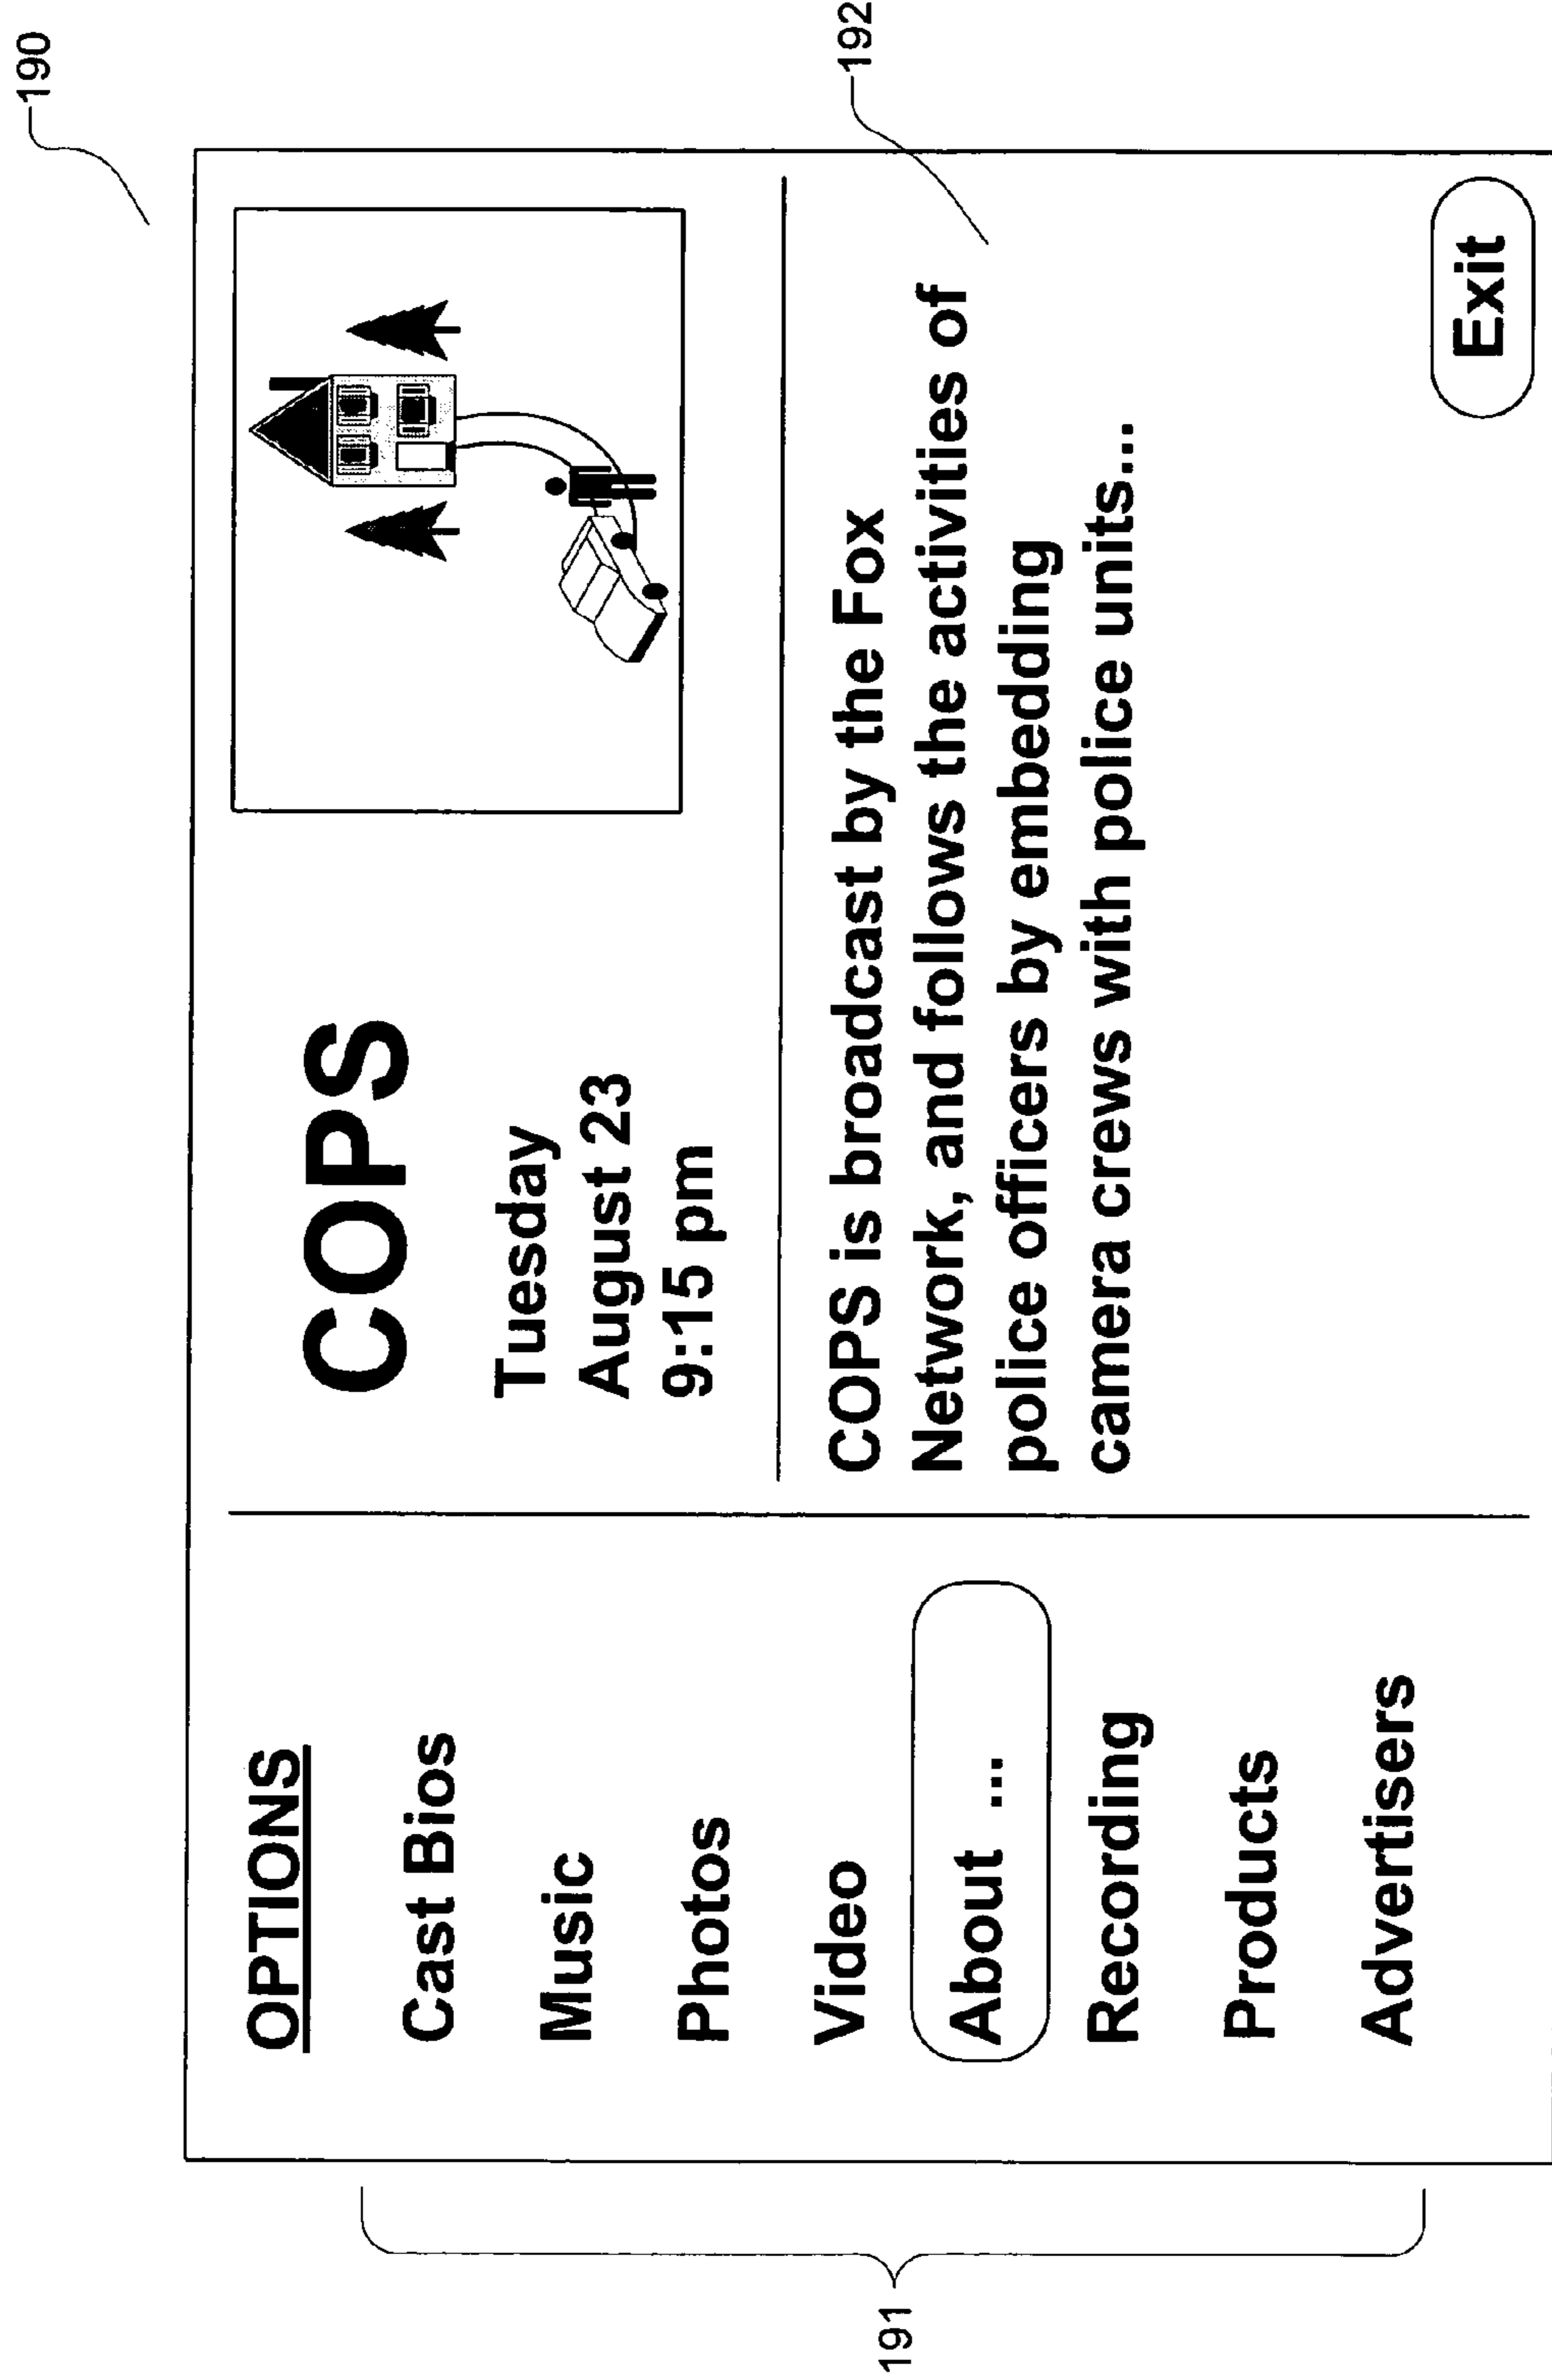 190
OPTIONS
Cast Bios
Music
Photos
Video
About ...
Recording
Products
Advertisers
191
COPS
Tuesday
August 23
9:15 pm
COPS is broadcast by the Fox
Network, and follows the activities of
police officers by embedding
camera crews with police units...
192
Exit